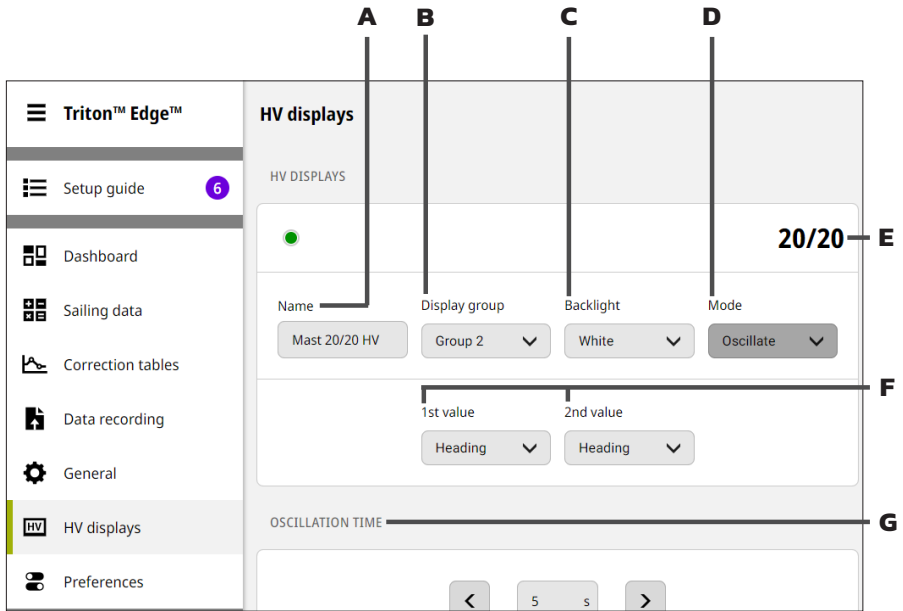 A B C D
Triton™ Edge™
HV displays
Setup guide 6
HV DISPLAYS
20/20 E
Dashboard
Sailing data
Name Display group Backlight Mode
Mast 20/20 HV Group 2 White Oscillate
Correction tables
F
1st value 2nd value
Data recording
Heading Heading
General
HV HV displays
OSCILLATION TIME G
Preferences
5 s